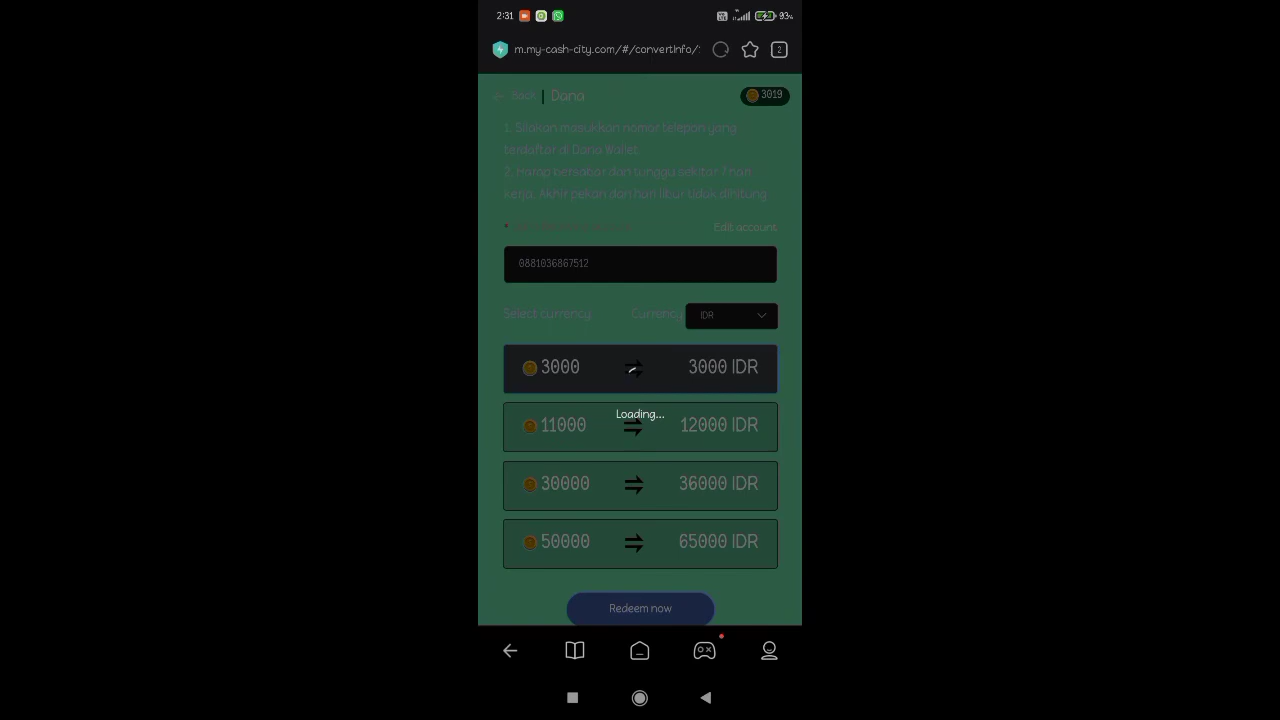 2:31
93%
m.my-cash-city.com/#/convertInfo/
2
← Back | Dana
3019
1. Silakan masukkan nomor telepon yang
terdaftar di Dana Wallet
2. Harap bersabar dan tunggu sekitar 7 hari
kerja. Akhir pekan dan hari libur tidak dihitung
*
Edit account
0881036867512
Select currency
Currency
IDR
3000 3000 IDR
Loading...
11000 12000 IDR
30000 36000 IDR
50000 65000 IDR
Redeem now